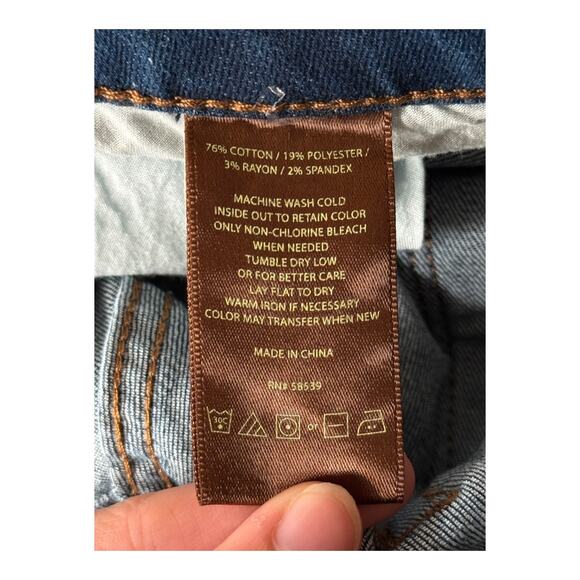 76% COTTON / 19% POLYESTER /
3% RAYON / 2% SPANDEX
MACHINE WASH COLD
INSIDE OUT TO RETAIN COLOR
ONLY NON-CHLORINE BLEACH
WHEN NEEDED
TUMBLE DRY LOW
OR FOR BETTER CARE
LAY FLAT TO DRY
WARM IRON IF NECESSARY
COLOR MAY TRANSFER WHEN NEW
MADE IN CHINA
RN# 58539
30C or